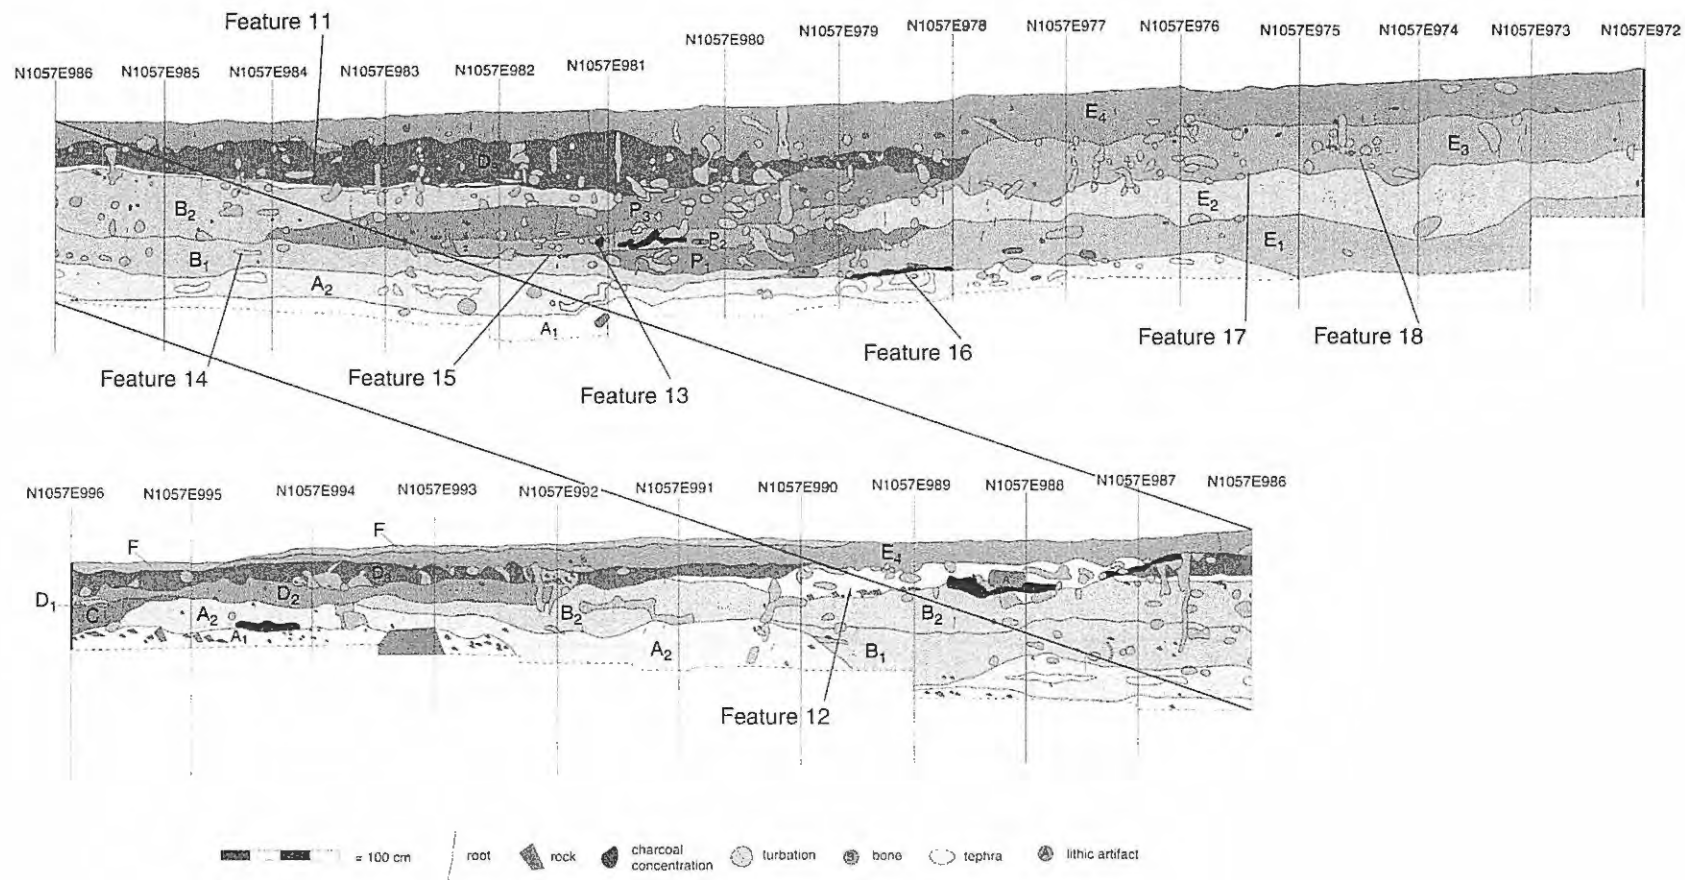 Feature 11
N1057E986 N1057E985 N1057E984 N1057E983 N1057E982 N1057E981 N1057E980 N1057E979 N1057E978 N1057E977 N1057E976 N1057E975 N1057E974 N1057E973 N1057E972
E4
E3
B2
P3
E2
P2
B1
P1
E1
A2
A1
Feature 14
Feature 15
Feature 13
Feature 16
Feature 17
Feature 18
N1057E996 N1057E995 N1057E994 N1057E993 N1057E992 N1057E991 N1057E990 N1057E989 N1057E988 N1057E987 N1057E986
F
F
E4
D3
D2
D1
C
A2
A1
B2
B2
A2
B1
Feature 12
= 100 cm
root
rock
charcoal
concentration
turbation
B
bone
tephra
A
lithic artifact